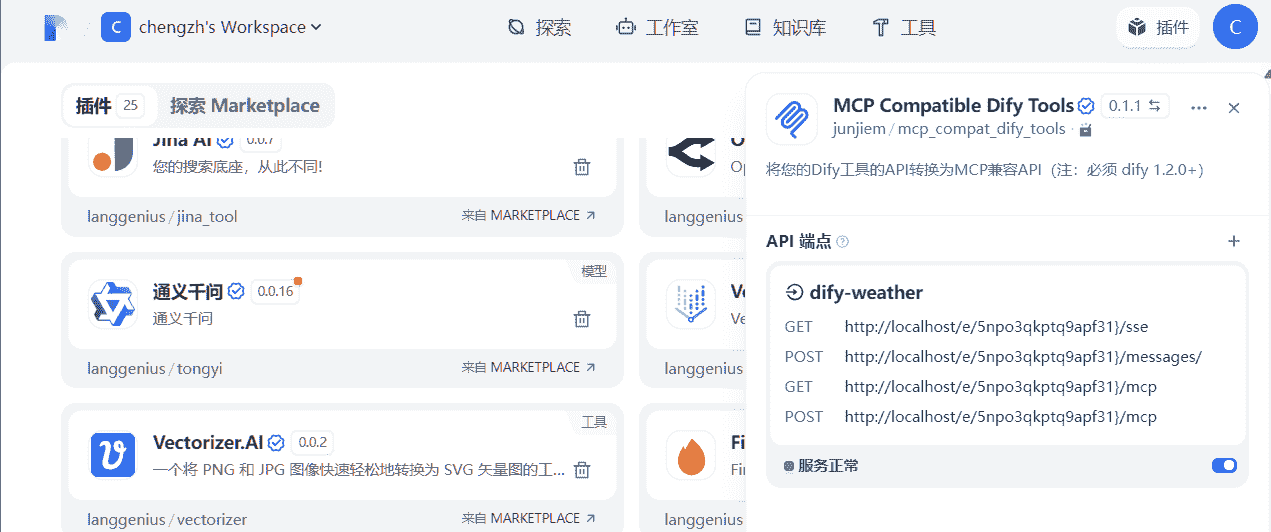 C chengzh's Workspace 探索 工作室 知识库 工具 插件 C
插件 25 探索 Marketplace
Jina AI 0.0.7
您的搜索底座，从此不同!
langgenius / jina_tool 来自 MARKETPLACE
langgenius
模型
通义千问 0.0.16
通义千问
langgenius / tongyi 来自 MARKETPLACE
langgenius
工具
Vectorizer.AI 0.0.2
一个将 PNG 和 JPG 图像快速轻松地转换为 SVG 矢量图的工...
langgenius / vectorizer 来自 MARKETPLACE
langgenius
MCP Compatible Dify Tools 0.1.1
junjiem / mcp_compat_dify_tools
将您的Dify工具的API转换为MCP兼容API（注：必须 dify 1.2.0+）
API 端点
dify-weather
GET http://localhost/e/5npo3qkptq9apf31}/sse
POST http://localhost/e/5npo3qkptq9apf31}/messages/
GET http://localhost/e/5npo3qkptq9apf31}/mcp
POST http://localhost/e/5npo3qkptq9apf31}/mcp
服务正常